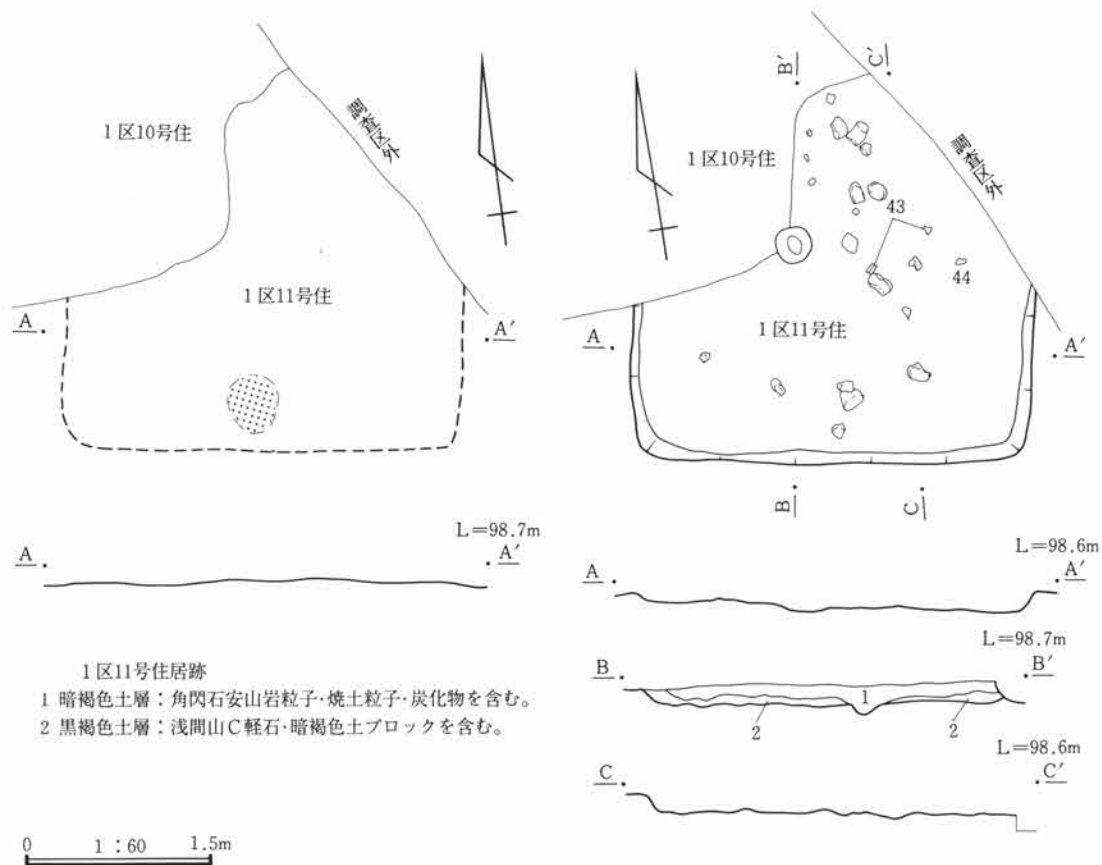 1区10号住
調査区外
1区11号住
A
A′
L=98.7m
A
A′
1区11号住居跡
1 暗褐色土層：角閃石安山岩粒子・焼土粒子・炭化物を含む。
2 黒褐色土層：浅間山C軽石・暗褐色土ブロックを含む。
0 1：60 1.5m
B′
C′
1区10号住
調査区外
43
44
1区11号住
A
A′
B
C
L=98.6m
A
A′
L=98.7m
B
B′
1
2
2
L=98.6m
C
C′